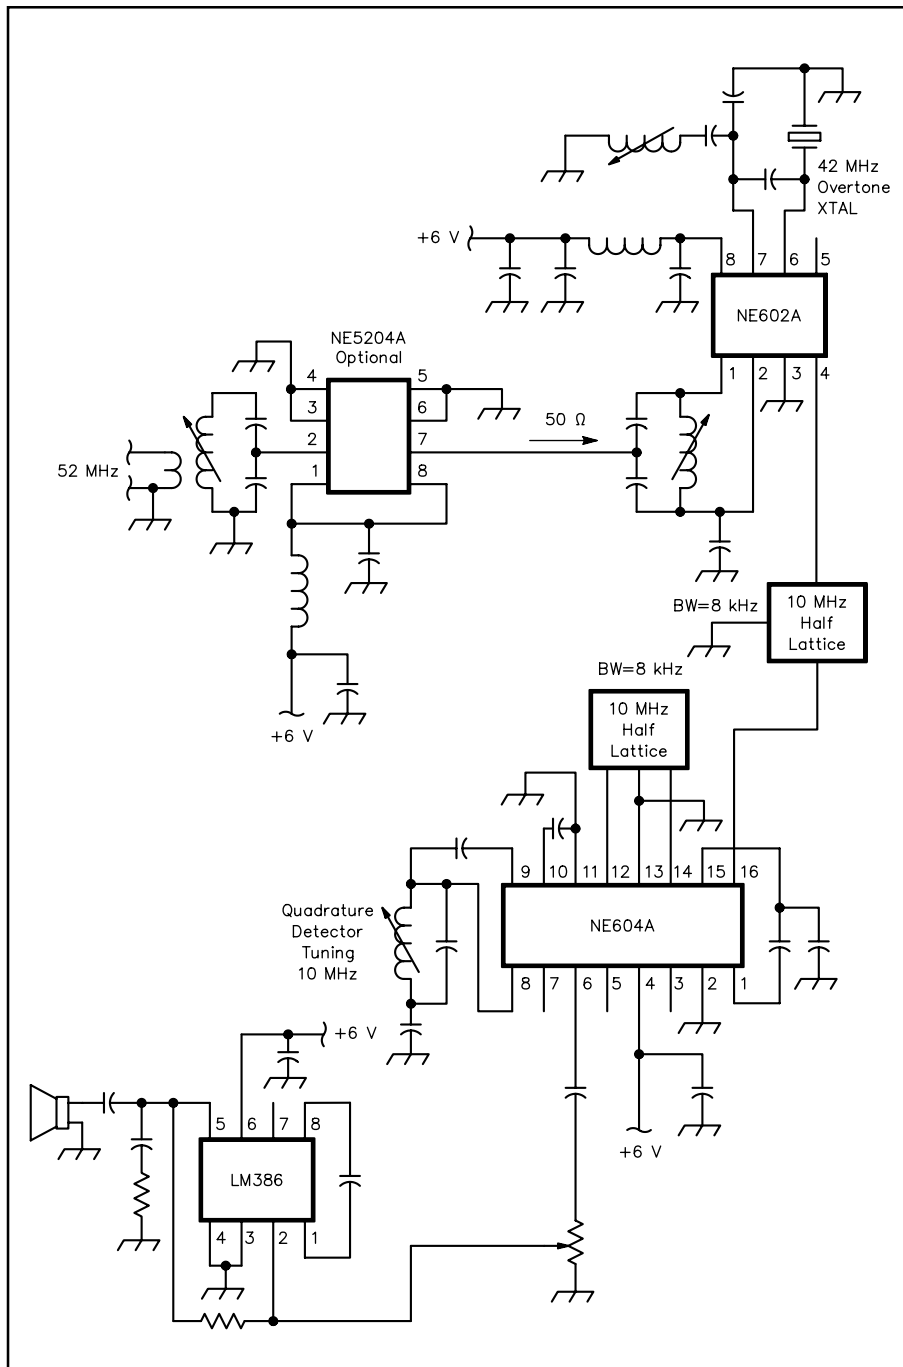 42 MHz
Overtone
XTAL
+6 V
8 7 6 5
NE602A
1 2 3 4
NE5204A
Optional
4 5
3 6
2 7
1 8
50 Ω
52 MHz
+6 V
BW=8 kHz
10 MHz
Half
Lattice
BW=8 kHz
10 MHz
Half
Lattice
9 10 11 12 13 14 15 16
NE604A
8 7 6 5 4 3 2 1
Quadrature
Detector
Tuning
10 MHz
+6 V
+6 V
5 6 7 8
LM386
4 3 2 1